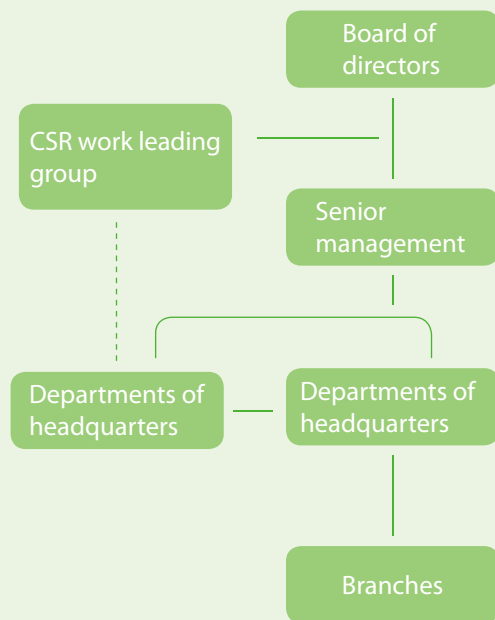 Board of
directors
CSR work leading
group
Senior
management
Departments of
headquarters
Departments of
headquarters
Branches